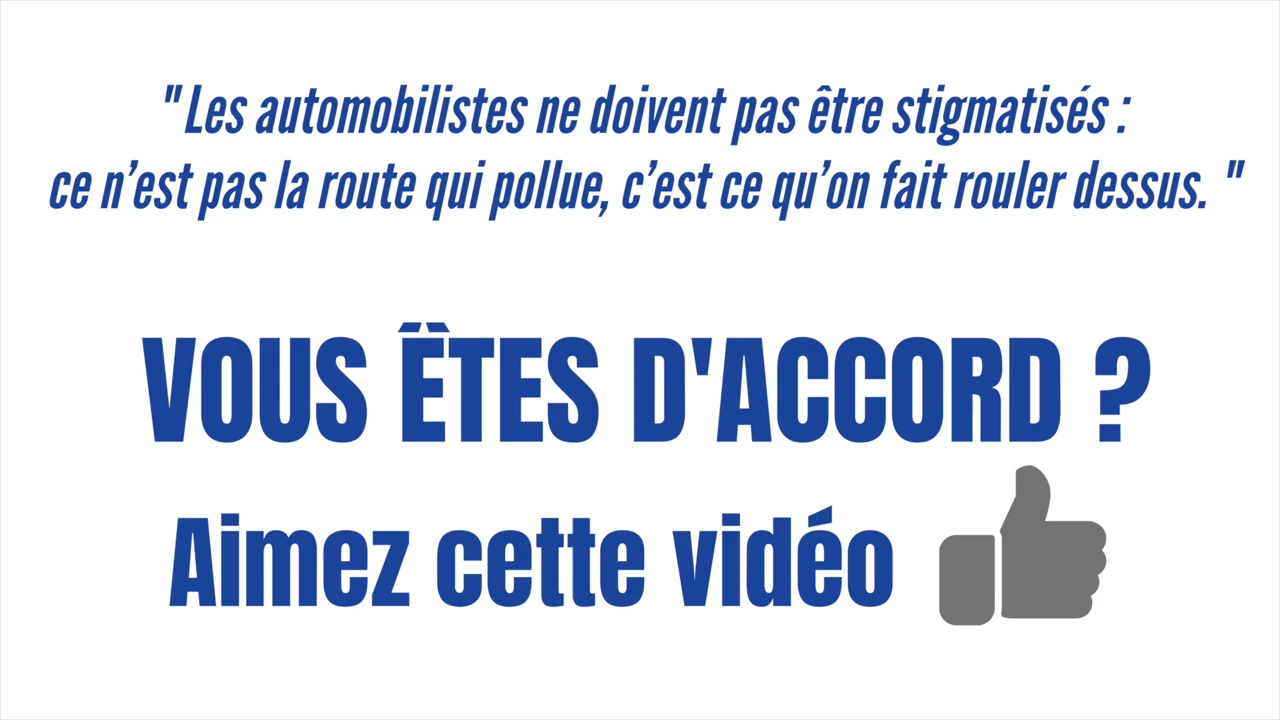 " Les automobilistes ne doivent pas être stigmatisés :
ce n’est pas la route qui pollue, c’est ce qu’on fait rouler dessus. "
VOUS ÊTES D'ACCORD ?
Aimez cette vidéo